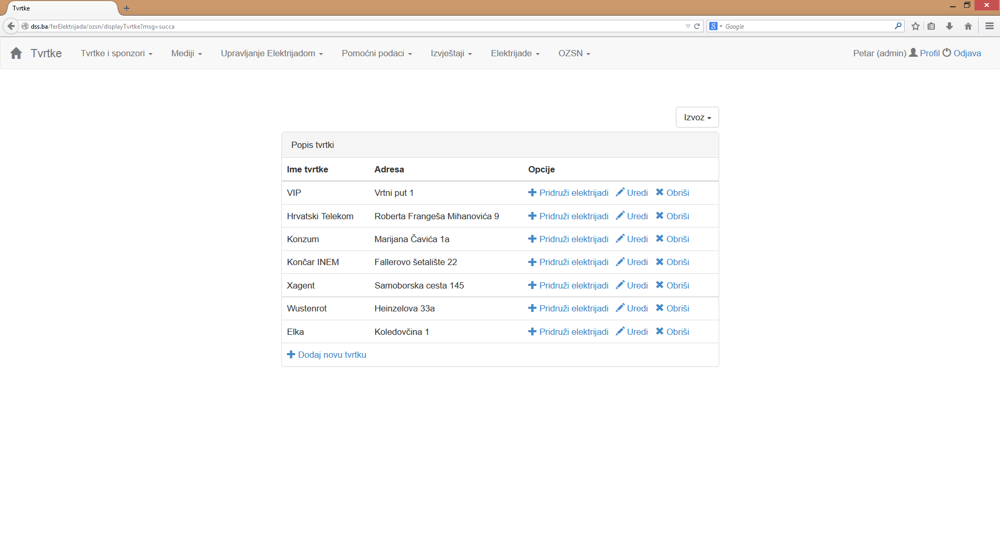 Tvrtke
dss.ba/ferElektrijada/ozsn/displayTvrtke?msg=succa
8 Google
Tvrtke Tvrtke i sponzori Mediji Upravljanje Elektrijadom Pomoćni podaci Izvještaji Elektrijade OZSN Petar (admin) Profil Odjava
Izvoz
Popis tvrtki
Ime tvrtke Adresa Opcije
VIP Vrtni put 1 Pridruži elektrijadi Uredi Obriši
Hrvatski Telekom Roberta Frangeša Mihanovića 9 Pridruži elektrijadi Uredi Obriši
Konzum Marijana Čavića 1a Pridruži elektrijadi Uredi Obriši
Končar INEM Fallerovo šetalište 22 Pridruži elektrijadi Uredi Obriši
Xagent Samoborska cesta 145 Pridruži elektrijadi Uredi Obriši
Wustenrot Heinzelova 33a Pridruži elektrijadi Uredi Obriši
Elka Koledovčina 1 Pridruži elektrijadi Uredi Obriši
Dodaj novu tvrtku